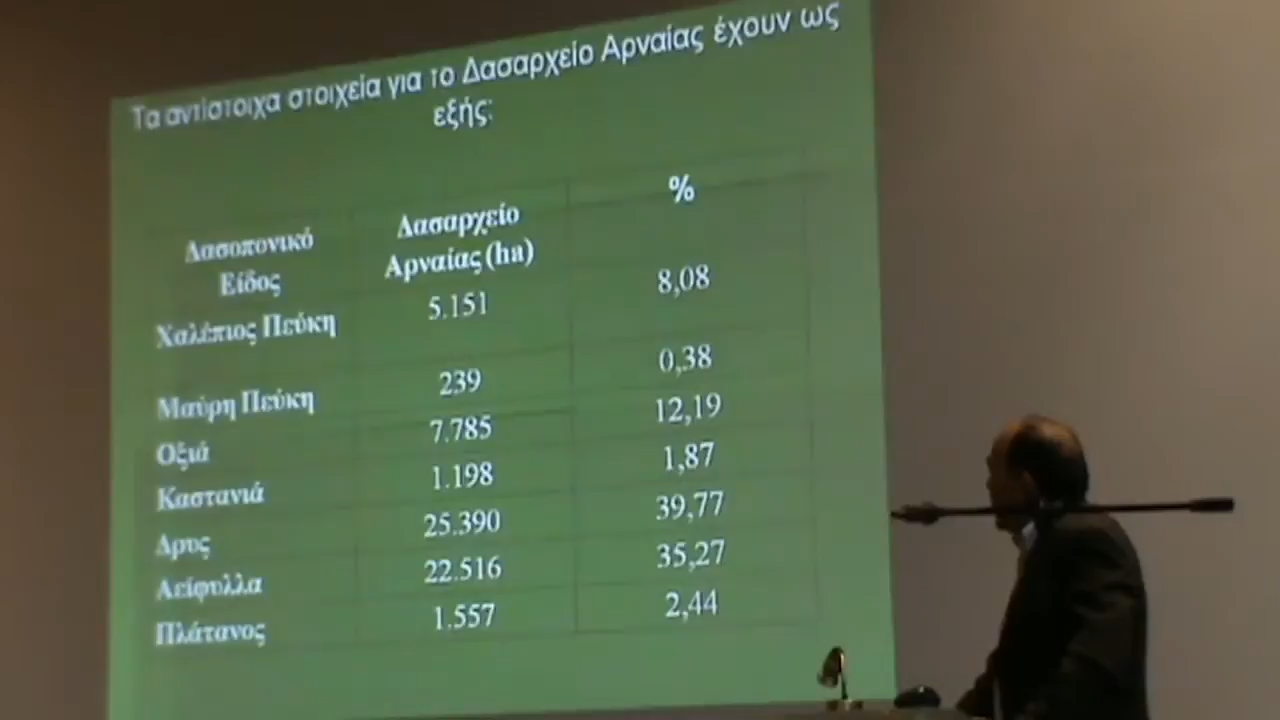 Τα αντίστοιχα στοιχεία για το Δασαρχείο Αρναίας έχουν ως
εξής:
Δασοπονικό Είδος Δασαρχείο Αρναίας (ha) %
Χαλέπιος Πεύκη 5.151 8,08
Μαύρη Πεύκη 239 0,38
Οξιά 7.785 12,19
Καστανιά 1.198 1,87
Δρυς 25.390 39,77
Αείφυλλα 22.516 35,27
Πλάτανος 1.557 2,44